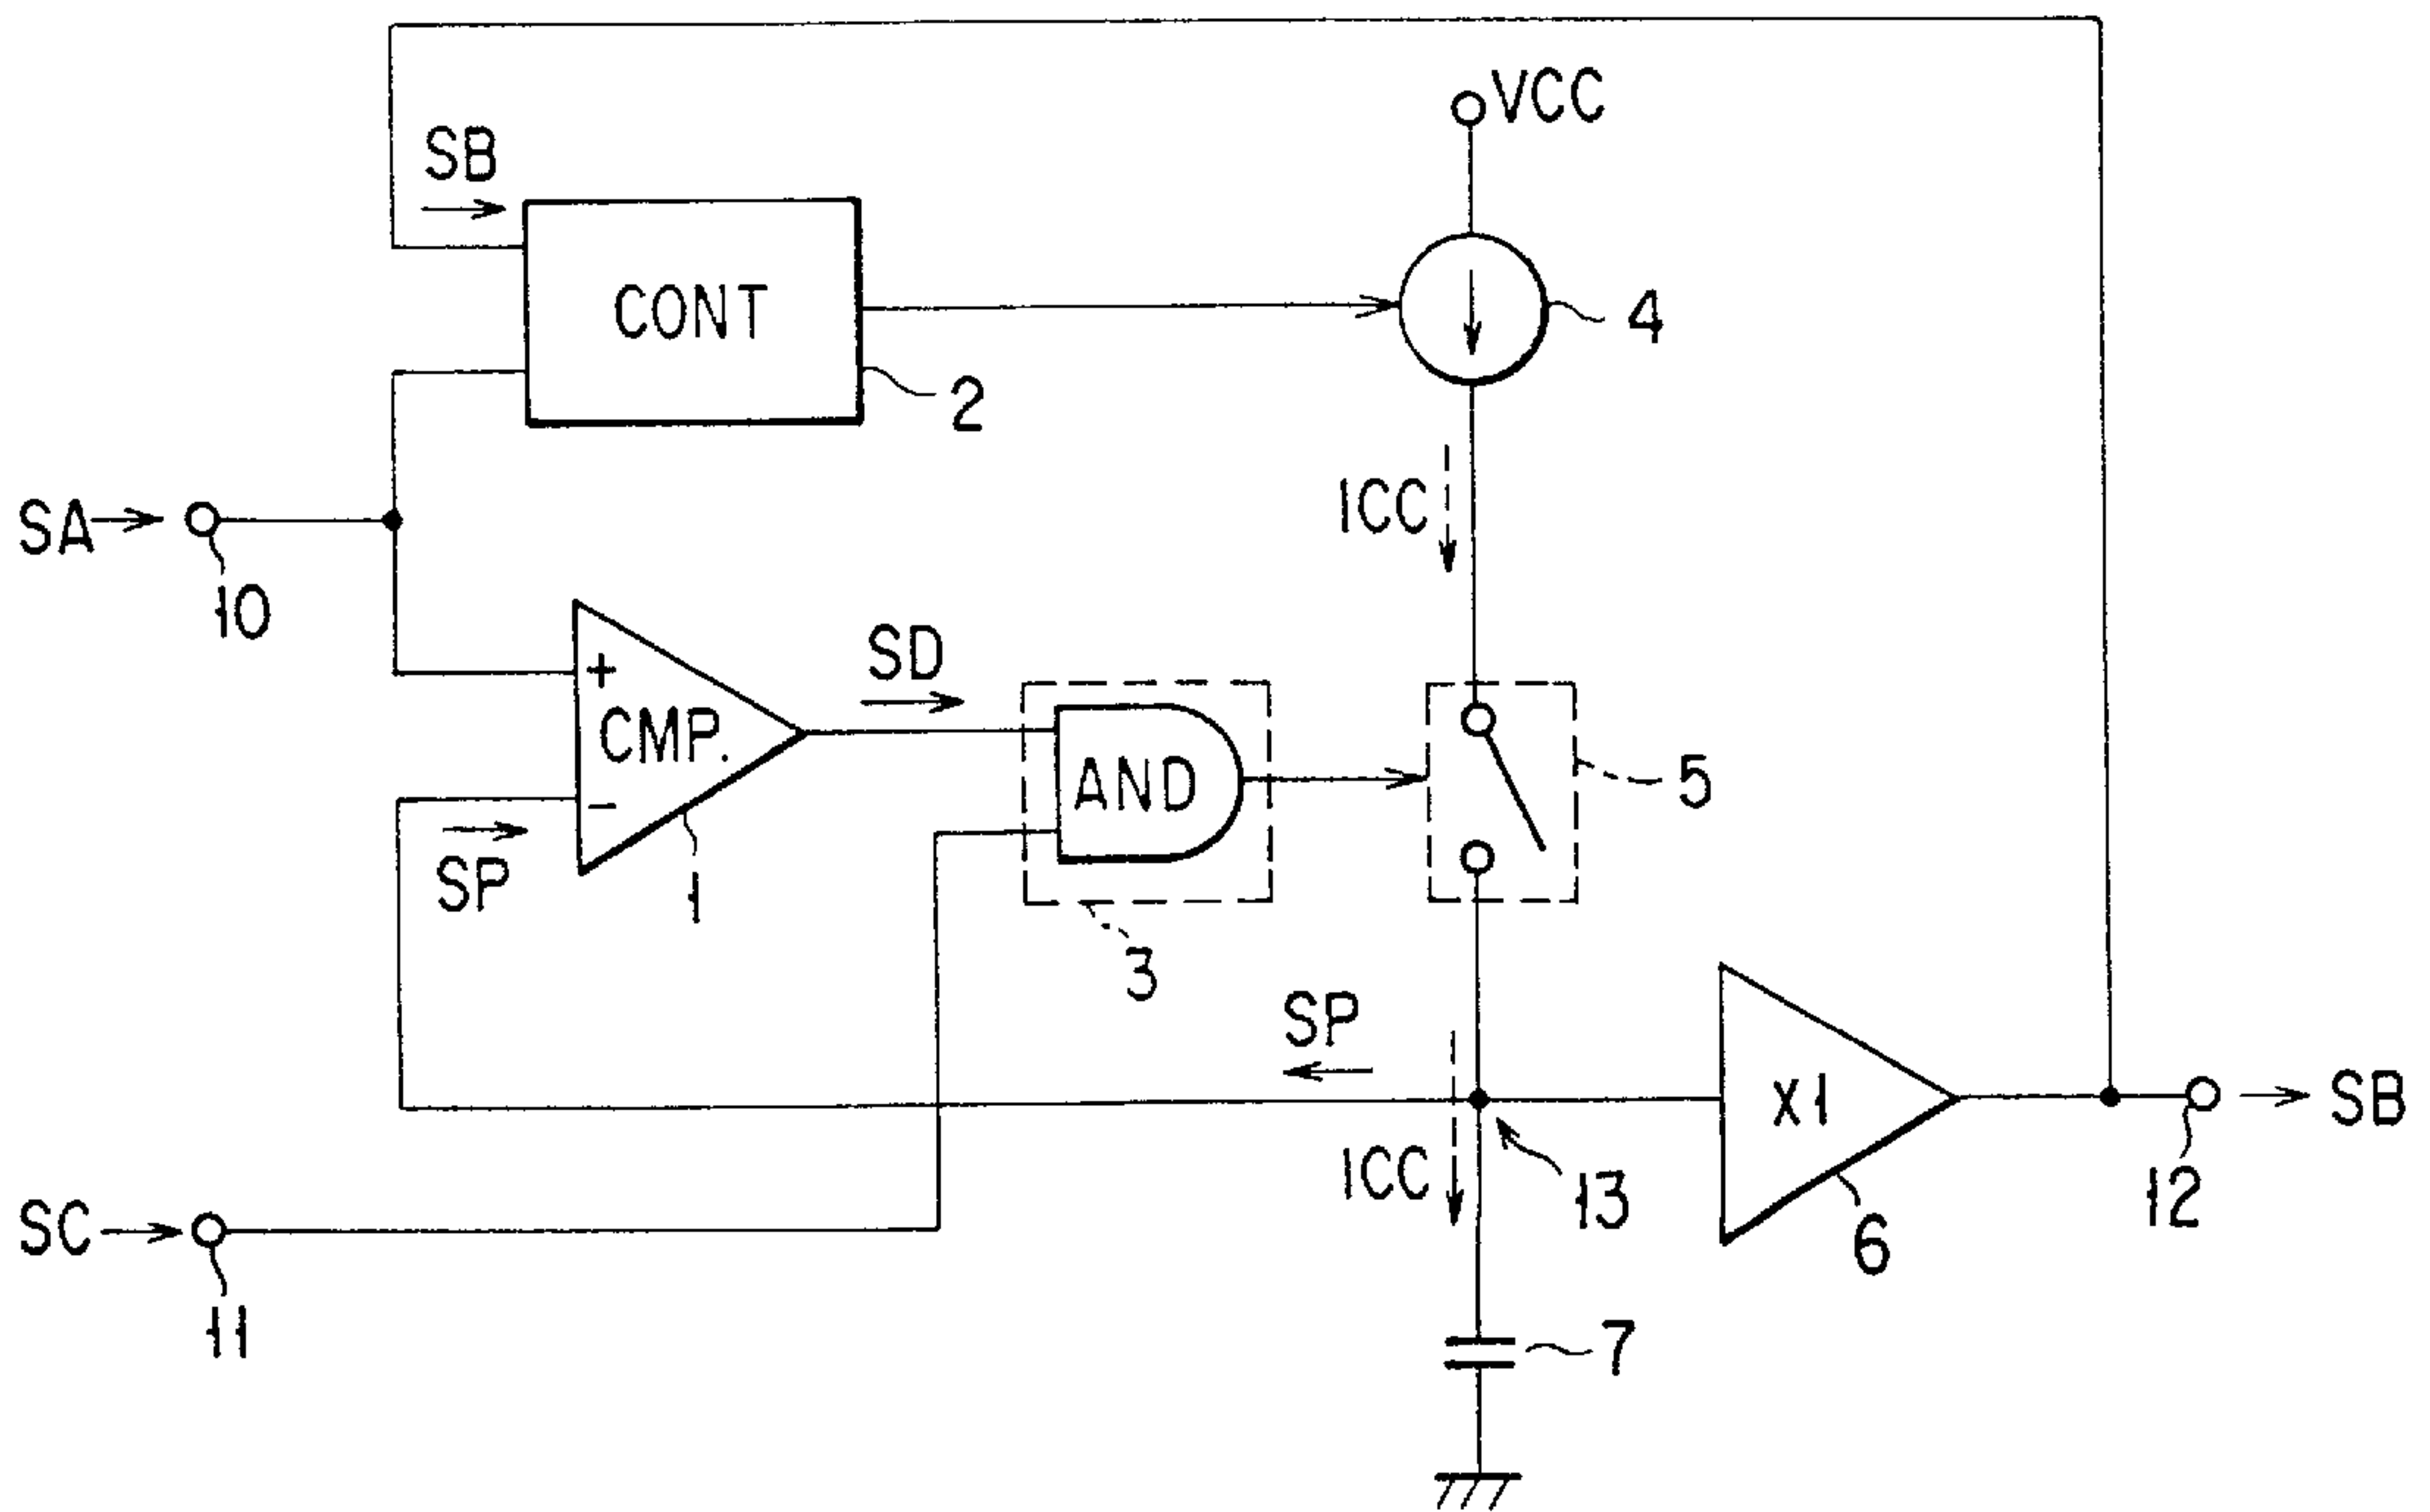 VCC
SB
CONT
4
2
ICC
SA
10
SD
+
CMP.
AND
5
−
SP
1
3
SP
X1
SB
ICC
13
12
SC
6
11
7